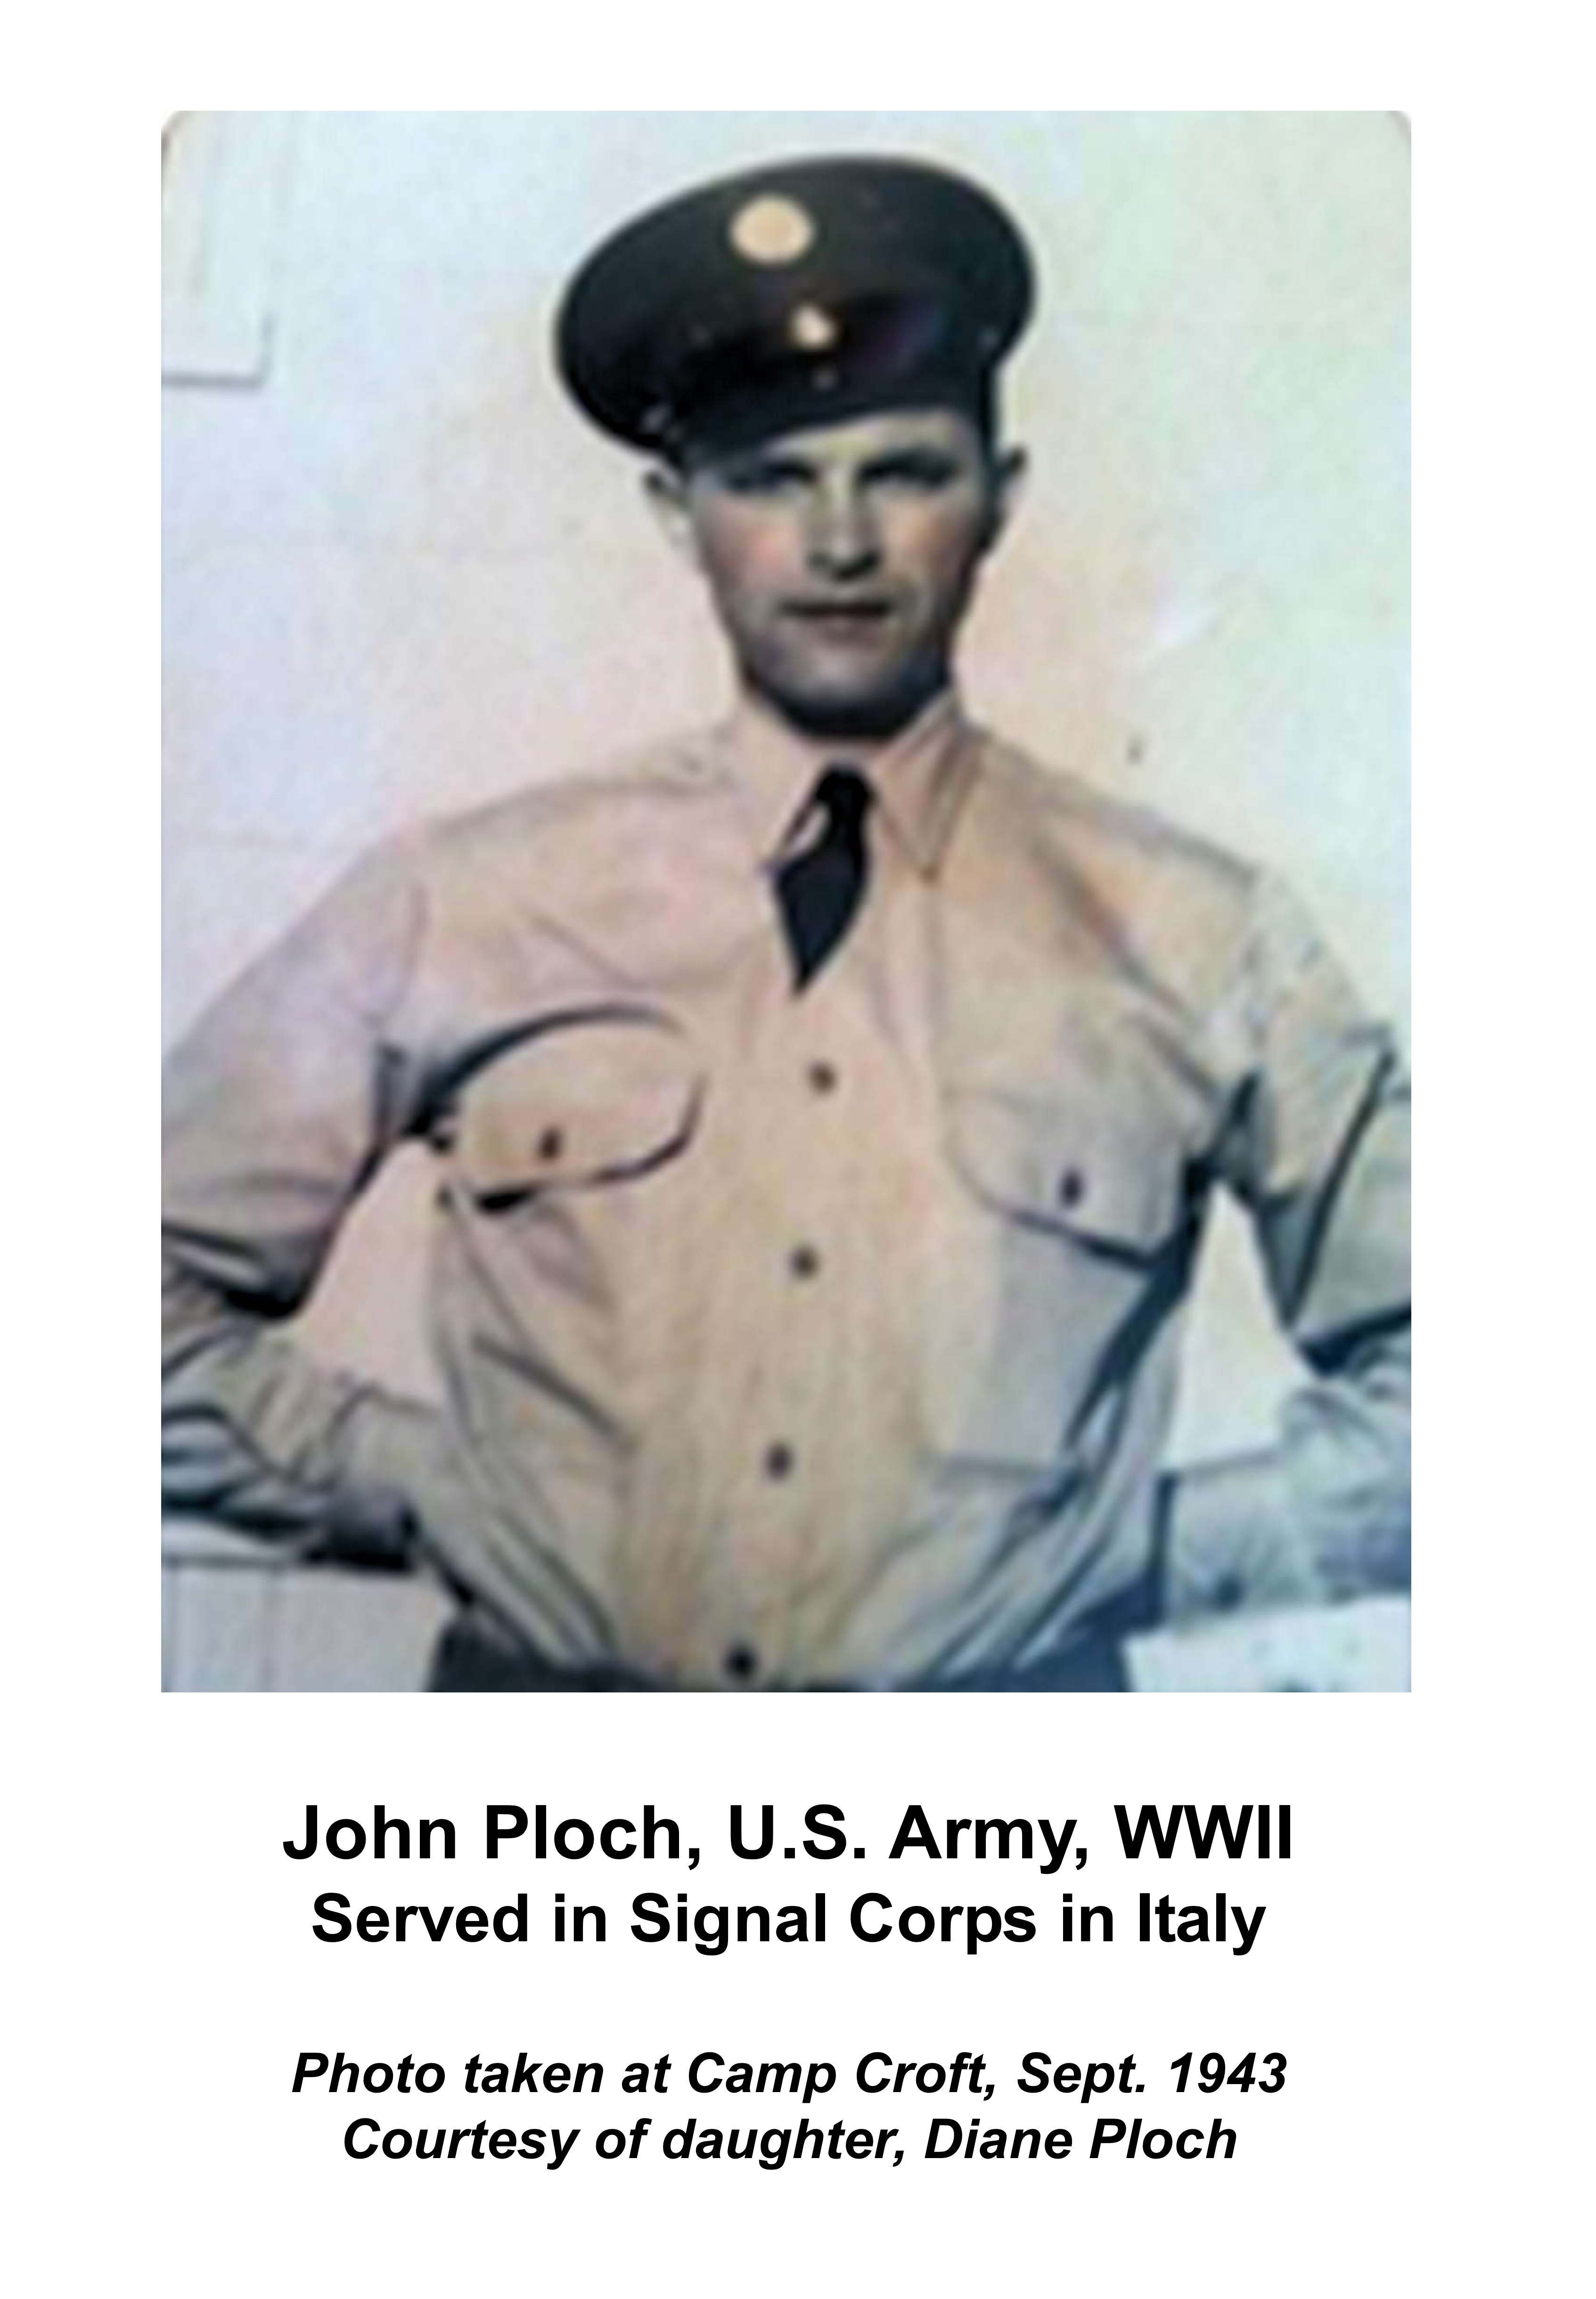 John Ploch, U.S. Army, WWII
Served in Signal Corps in Italy
Photo taken at Camp Croft, Sept. 1943
Courtesy of daughter, Diane Ploch